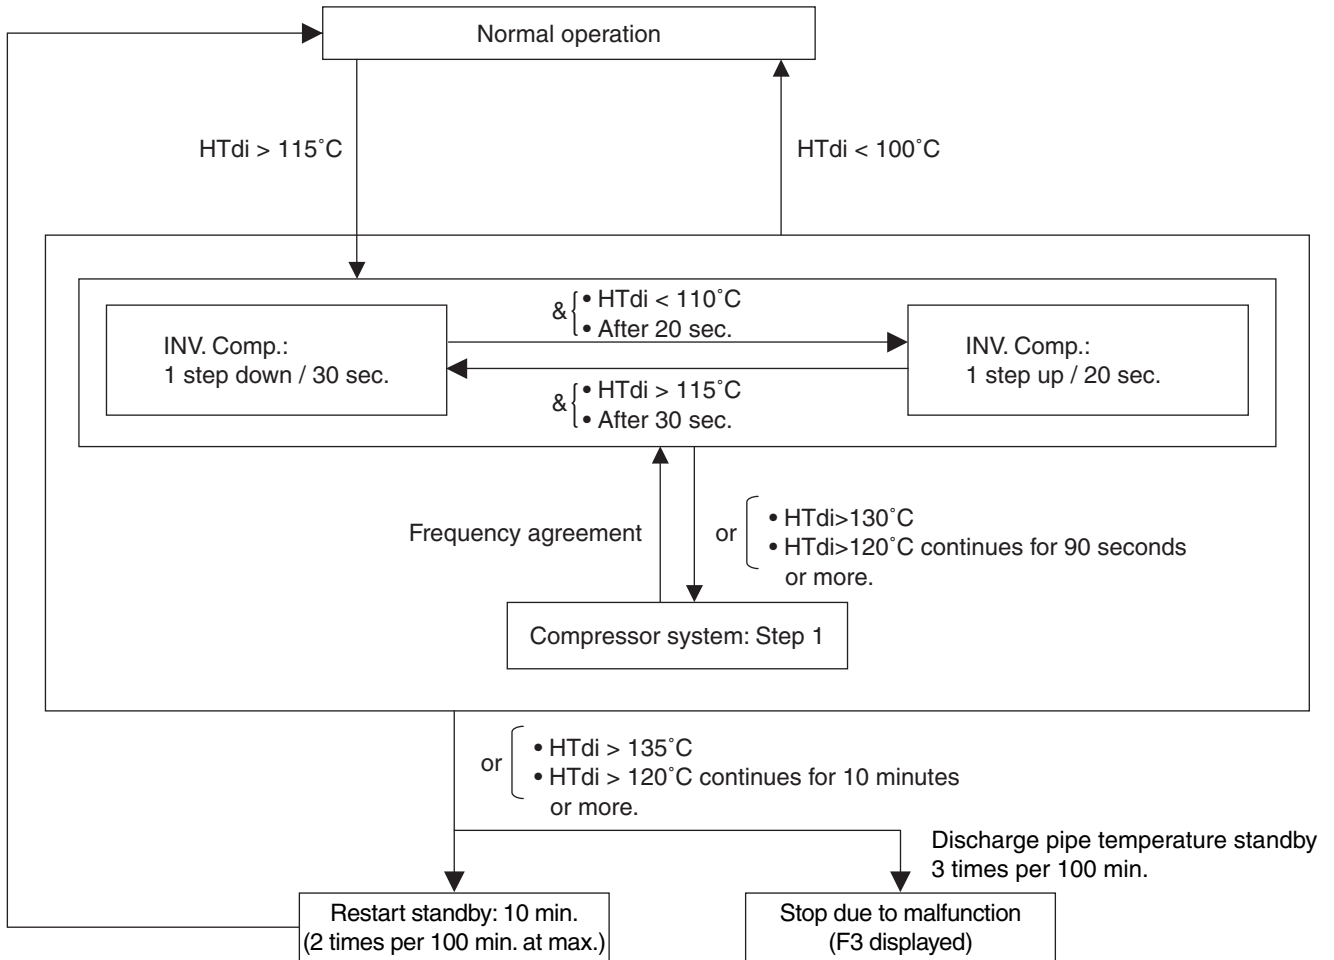 Normal operation
HTdi > 115˚C
HTdi < 100˚C
& • HTdi < 110˚C
• After 20 sec.
INV. Comp.:
1 step down / 30 sec.
INV. Comp.:
1 step up / 20 sec.
& • HTdi > 115˚C
• After 30 sec.
Frequency agreement
or • HTdi>130˚C
• HTdi>120˚C continues for 90 seconds
or more.
Compressor system: Step 1
or • HTdi > 135˚C
• HTdi > 120˚C continues for 10 minutes
or more.
Discharge pipe temperature standby
3 times per 100 min.
Restart standby: 10 min.
(2 times per 100 min. at max.)
Stop due to malfunction
(F3 displayed)